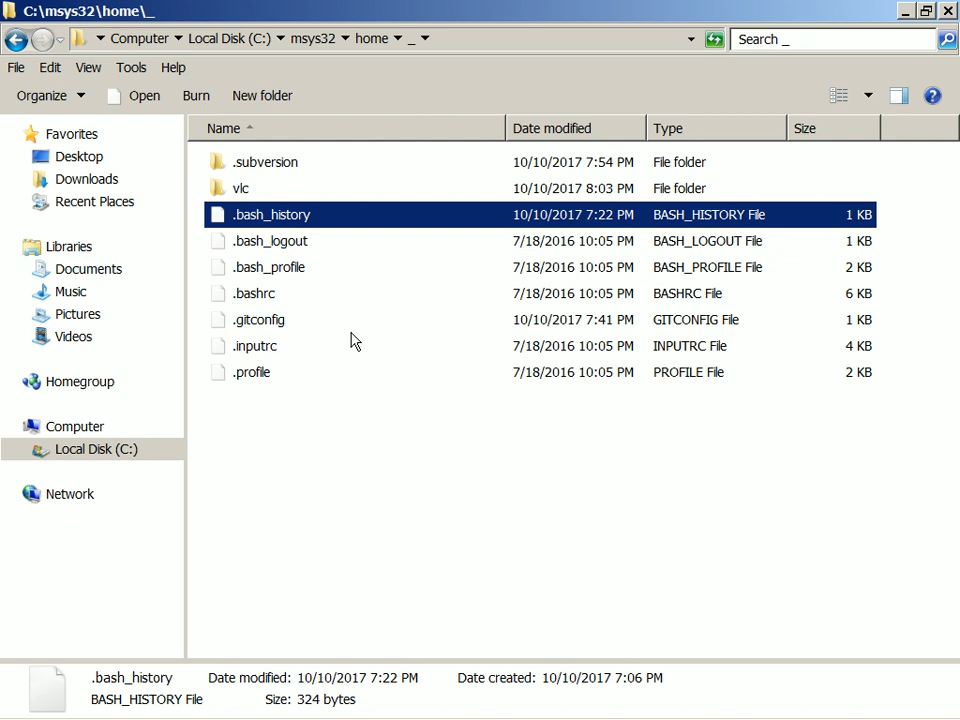 C:\msys32\home\_
Computer Local Disk (C:) msys32 home _
Search _
File Edit View Tools Help
Organize Open Burn New folder
Name Date modified Type Size
Favorites
Desktop
Downloads
Recent Places
Libraries
Documents
Music
Pictures
Videos
Homegroup
Computer
Local Disk (C:)
Network
.subversion 10/10/2017 7:54 PM File folder
vlc 10/10/2017 8:03 PM File folder
.bash_history 10/10/2017 7:22 PM BASH_HISTORY File 1 KB
.bash_logout 7/18/2016 10:05 PM BASH_LOGOUT File 1 KB
.bash_profile 7/18/2016 10:05 PM BASH_PROFILE File 2 KB
.bashrc 7/18/2016 10:05 PM BASHRC File 6 KB
.gitconfig 10/10/2017 7:41 PM GITCONFIG File 1 KB
.inputrc 7/18/2016 10:05 PM INPUTRC File 4 KB
.profile 7/18/2016 10:05 PM PROFILE File 2 KB
.bash_history Date modified: 10/10/2017 7:22 PM Date created: 10/10/2017 7:06 PM
BASH_HISTORY File Size: 324 bytes